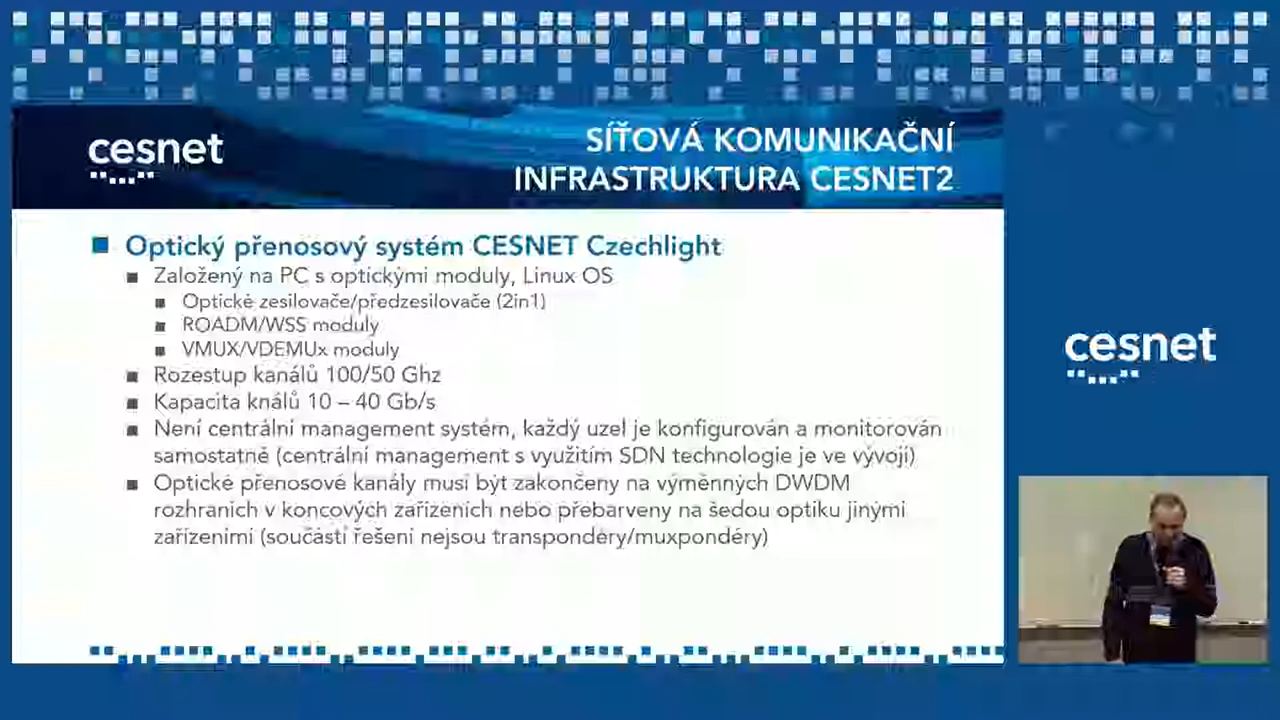 cesnet
SÍŤOVÁ KOMUNIKAČNÍ
INFRASTRUKTURA CESNET2
Optický přenosový systém CESNET Czechlight
Založený na PC s optickými moduly, Linux OS
Optické zesilovače/předzesilovače (2in1)
ROADM/WSS moduly
VMUX/VDEMUx moduly
Rozestup kanálů 100/50 Ghz
Kapacita knálů 10 – 40 Gb/s
Není centrální management systém, každý uzel je konfigurován a monitorován
samostatně (centrální management s využitím SDN technologie je ve vývoji)
Optické přenosové kanály musí být zakončeny na výměnných DWDM
rozhraních v koncových zařízeních nebo přebarveny na šedou optiku jinými
zařízeními (součástí řešení nejsou transpondéry/muxpondéry)
cesnet